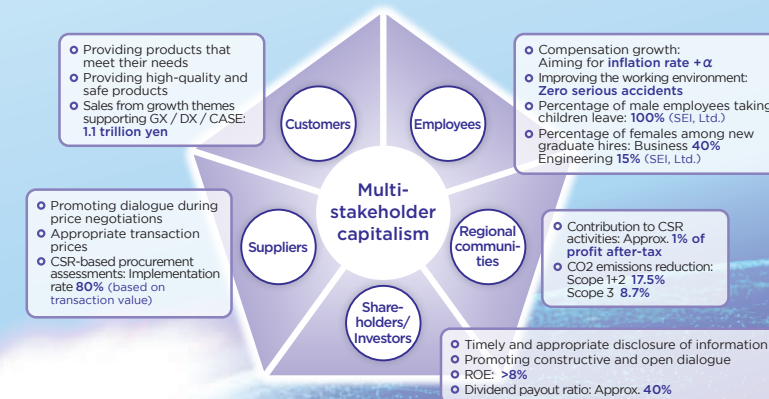 Providing products that
meet their needs
Providing high-quality and
safe products
Sales from growth themes
supporting GX / DX / CASE:
1.1 trillion yen
Compensation growth:
Aiming for inflation rate +α
Improving the working environment:
Zero serious accidents
Percentage of male employees taking
children leave: 100% (SEI, Ltd.)
Percentage of females among new
graduate hires: Business 40%
Engineering 15% (SEI, Ltd.)
Customers
Employees
Multi-
stakeholder
capitalism
Promoting dialogue during
price negotiations
Appropriate transaction
prices
CSR-based procurement
assessments: Implementation
rate 80% (based on
transaction value)
Suppliers
Regional
communi-
ties
Contribution to CSR
activities: Approx. 1% of
profit after-tax
CO2 emissions reduction:
Scope 1+2 17.5%
Scope 3 8.7%
Share-
holders/
Investors
Timely and appropriate disclosure of information
Promoting constructive and open dialogue
ROE: >8%
Dividend payout ratio: Approx. 40%